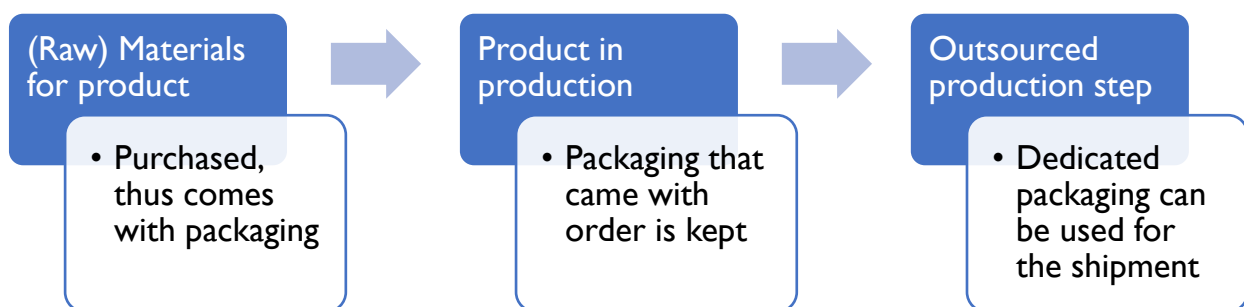 (Raw) Materials
for product
• Purchased,
thus comes
with packaging
Product in
production
• Packaging that
came with
order is kept
Outsourced
production step
• Dedicated
packaging can
be used for
the shipment